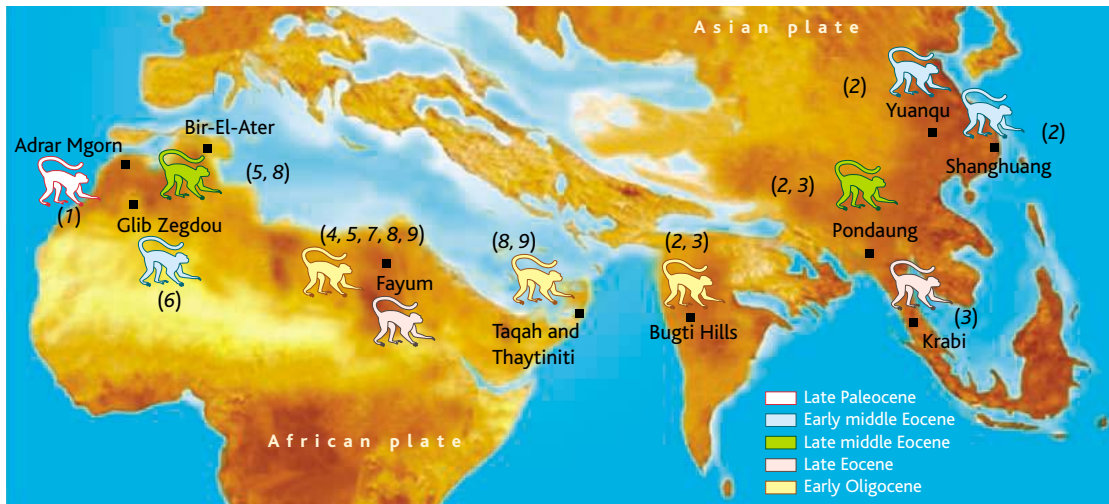 Asian plate
(2)
Yuanqu
(2)
Shanghuang
Bir-El-Ater
Adrar Mgorn
(5, 8)
(1)
Glib Zegdou
(6)
(2, 3)
Pondaung
(4, 5, 7, 8, 9)
Fayum
(8, 9)
Taqah and
Thaytiniti
(2, 3)
Bugti Hills
(3)
Krabi
African plate
Late Paleocene
Early middle Eocene
Late middle Eocene
Late Eocene
Early Oligocene